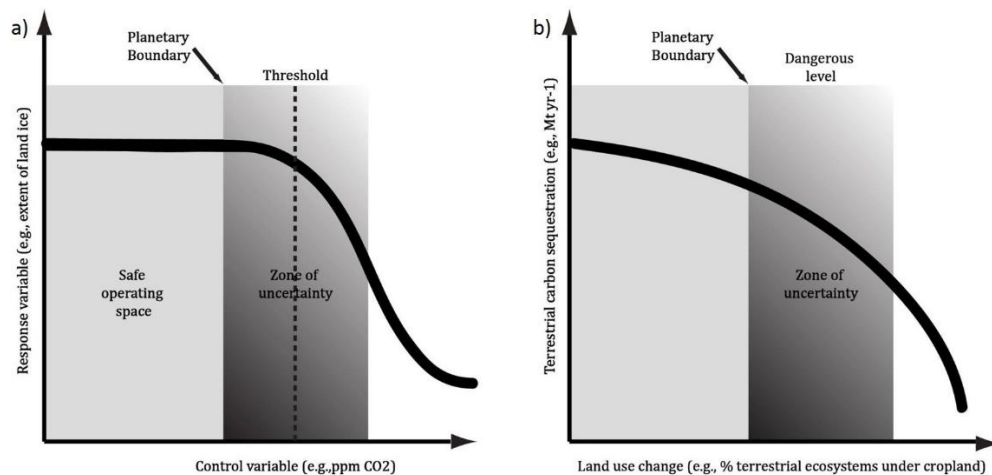 a)
Planetary
Boundary
Threshold
Response variable (e.g., extent of land ice)
Safe
operating
space
Zone of
uncertainty
Control variable (e.g.,ppm CO2)
b)
Planetary
Boundary
Dangerous
level
Terrestrial carbon sequestration (e.g., Mt yr-1)
Zone of
uncertainty
Land use change (e.g., % terrestrial ecosystems under cropland)